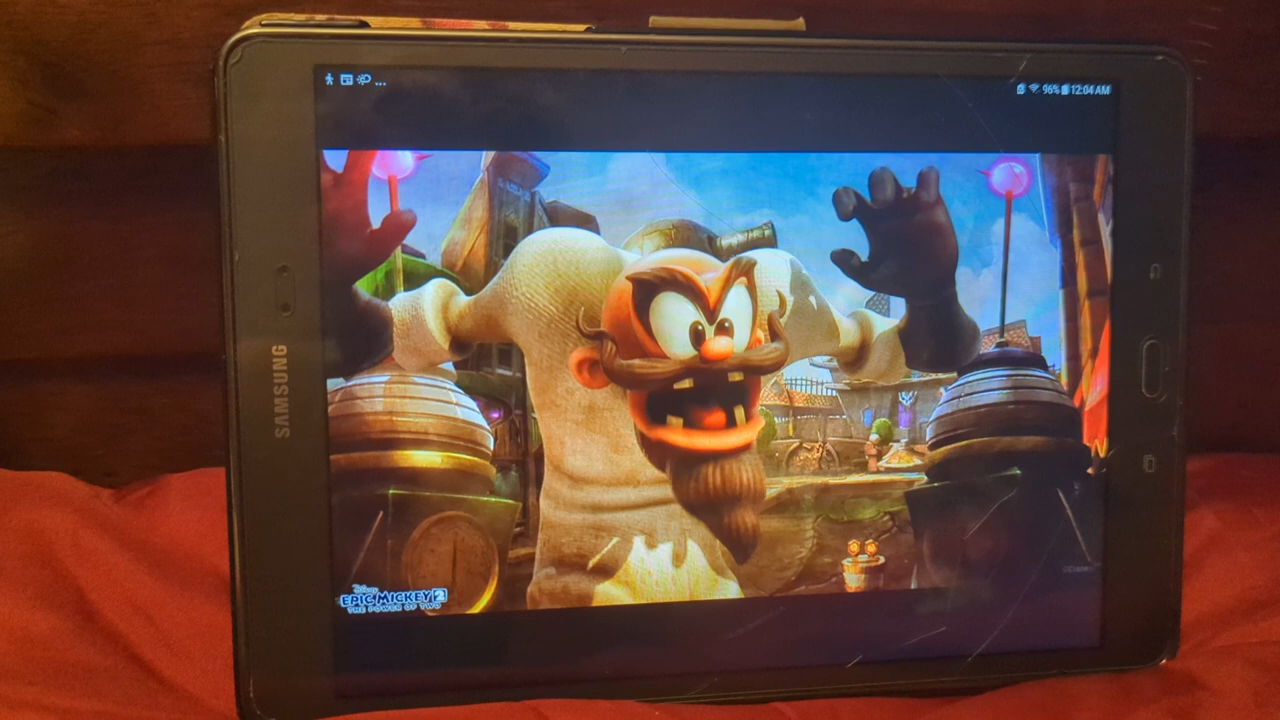 96% 12:04 AM
SAMSUNG
Disney
EPIC MICKEY 2
THE POWER OF TWO